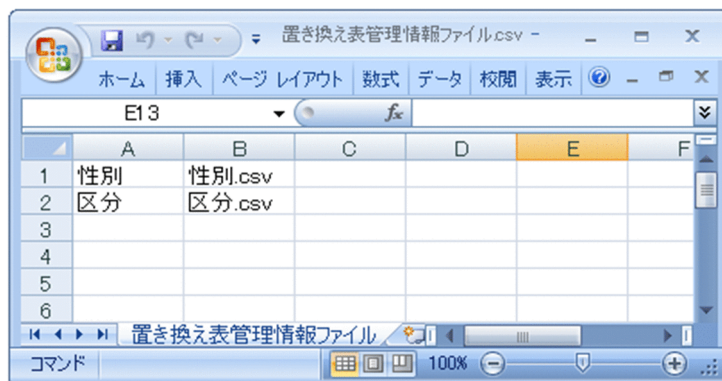 置き換え表管理情報ファイル.csv -
ホーム 挿入 ページ レイアウト 数式 データ 校閲 表示
E13 fx
A B C D E F
1 性別 性別.csv
2 区分 区分.csv
3
4
5
6
置き換え表管理情報ファイル
コマンド 100%